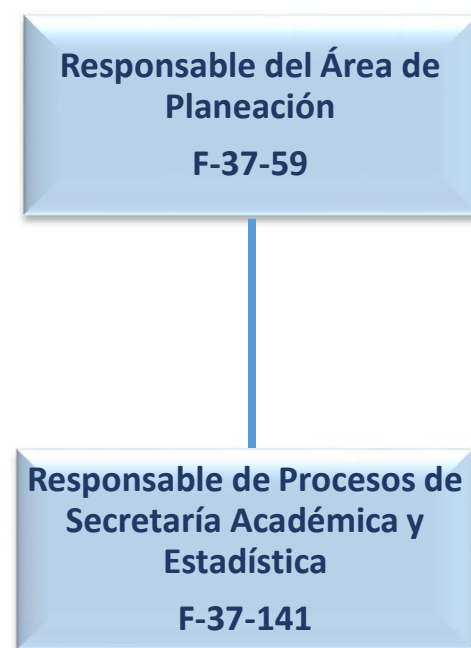 Responsable del Área de
Planeación
F-37-59
Responsable de Procesos de
Secretaría Académica y
Estadística
F-37-141